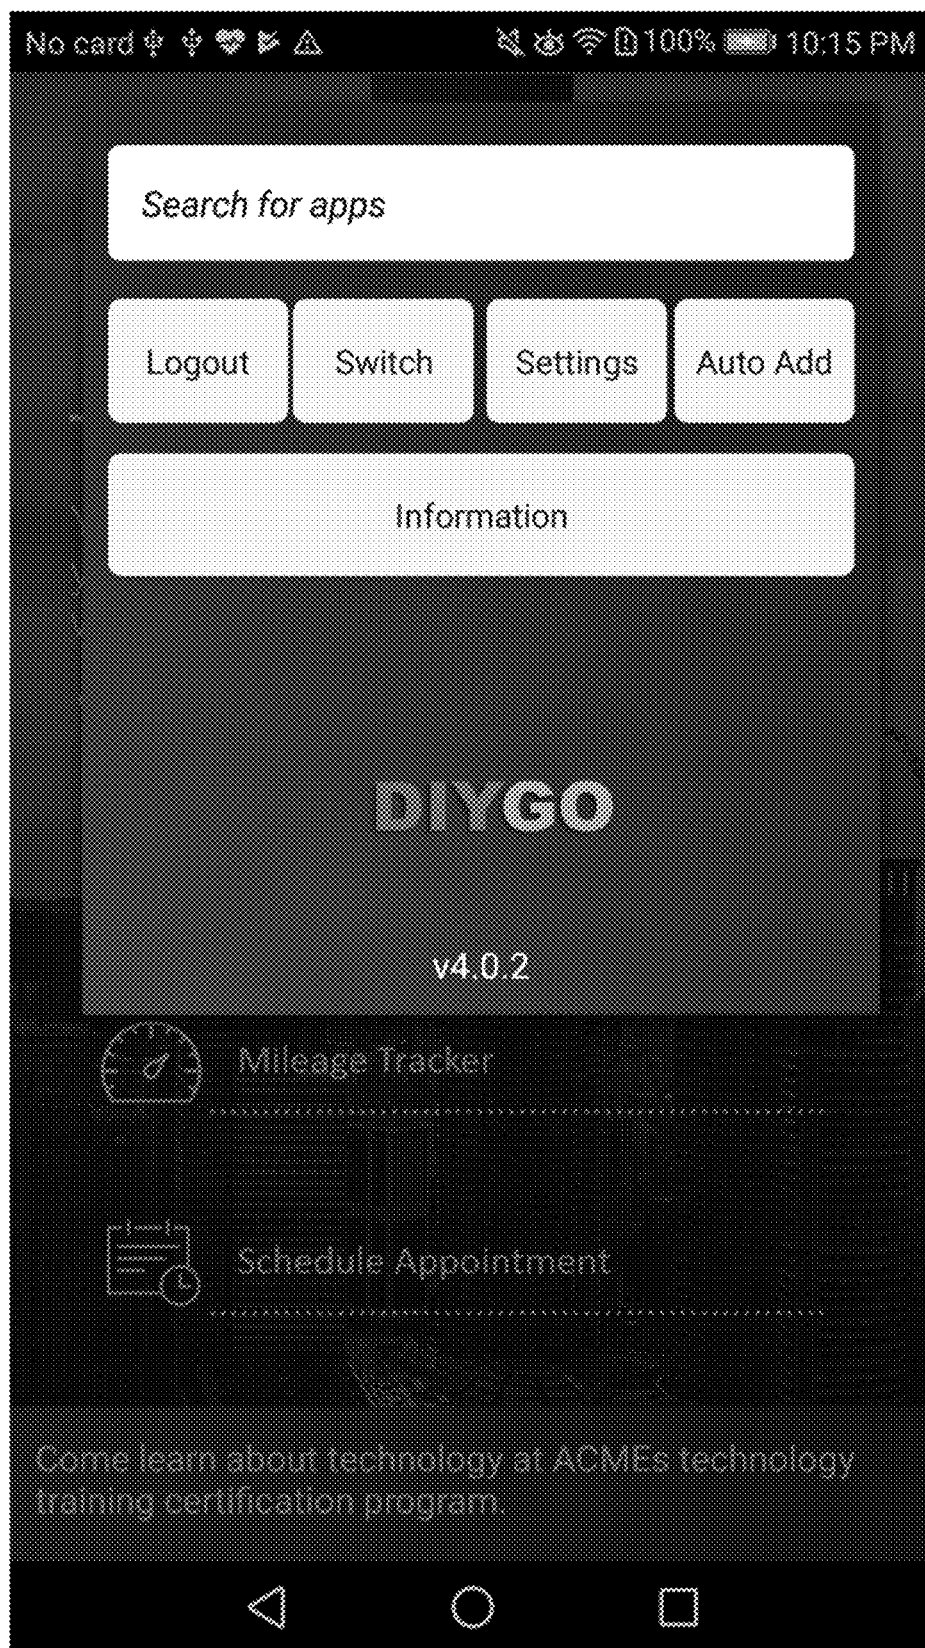 No card 100% 10:15 PM
Search for apps
Logout Switch Settings Auto Add
Information
DIYGO
v4.0.2
Mileage Tracker
Schedule Appointment
Come learn about technology at ACMEs technology
training certification program.